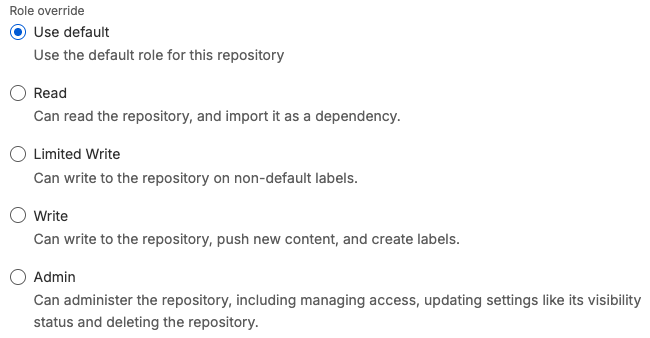 Role override
Use default
Use the default role for this repository
Read
Can read the repository, and import it as a dependency.
Limited Write
Can write to the repository on non-default labels.
Write
Can write to the repository, push new content, and create labels.
Admin
Can administer the repository, including managing access, updating settings like its visibility
status and deleting the repository.